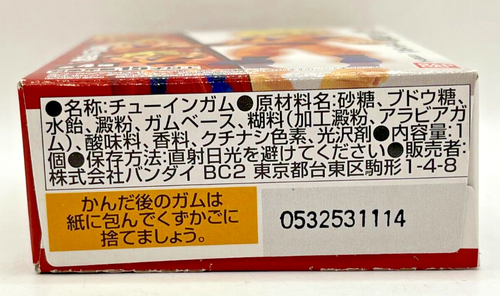 ●名称:チューインガム●原材料名:砂糖、ブドウ糖、
水飴、澱粉、ガムベース、糊料(加工澱粉、アラビアガ
ム)、酸味料、香料、クチナシ色素、光沢剤●内容量:1
個●保存方法:直射日光を避けてください●販売者:
株式会社バンダイ BC2 東京都台東区駒形1-4-8
かんだ後のガムは
紙に包んでくずかごに
捨てましょう。
0532531114